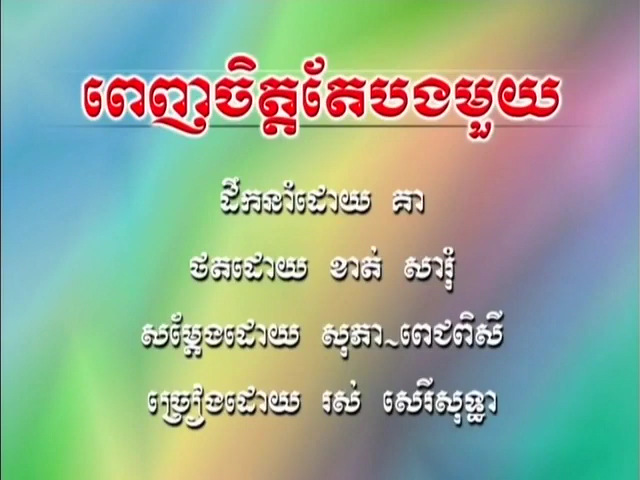 ពេញចិត្តតែបងមួយ
ដឹកនាំដោយ គា
ថតដោយ ខាត់ សារុំ
សម្ដែងដោយ សុភា~ពេជពិសី
ច្រៀងដោយ រស់ សេរីសុទ្ធា